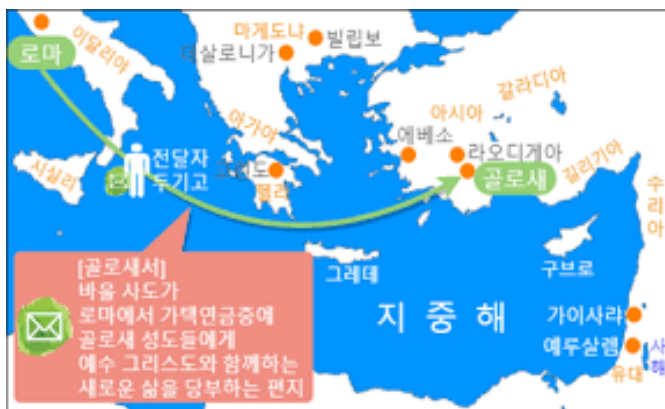 로마
이달리야
마게도냐
빌립보
데살로니가
갈라디아
아시아
아가야
에베소
라오디게아
전달자
두기고
고린도
골로새
길리기아
시실리
수리아
[골로새서]
바울 사도가
로마에서 가택연금중에
골로새 성도들에게
예수 그리스도와 함께하는
새로운 삶을 당부하는 편지
그레데
구브로
지중해
가이사랴
예루살렘
사해
유대